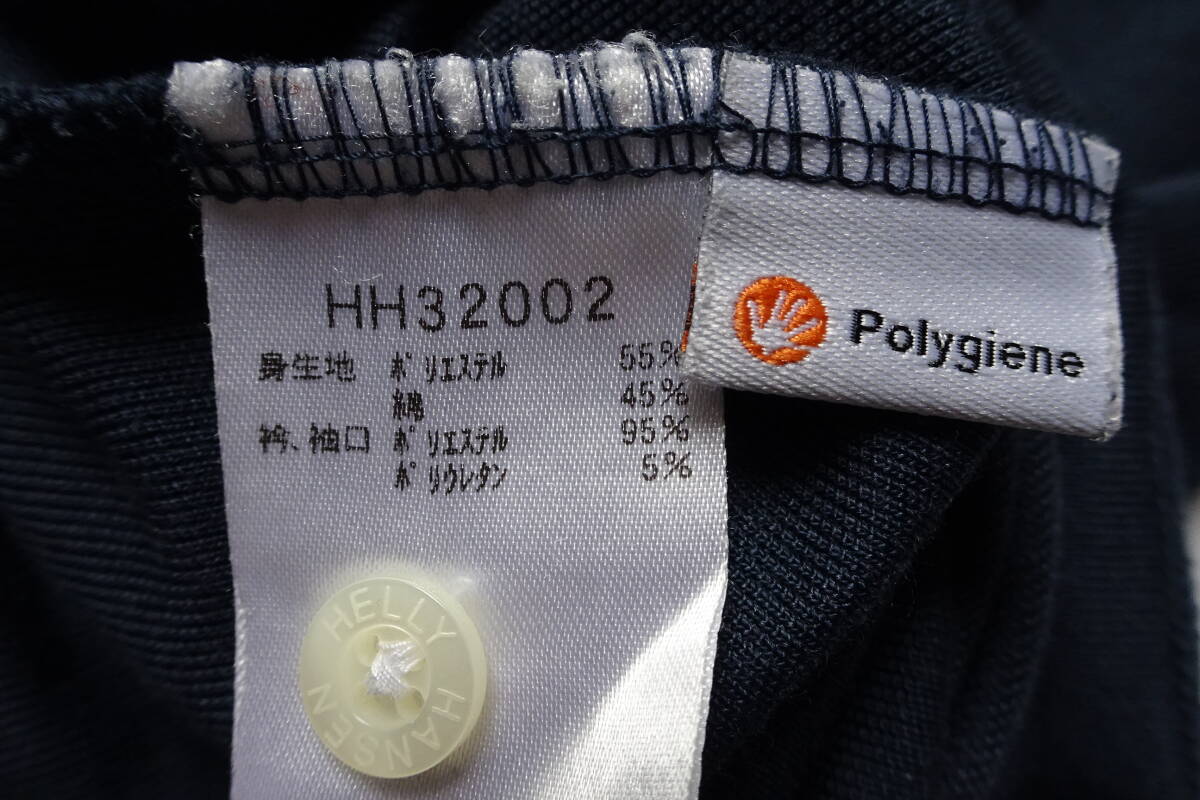 HH32002
身生地 ポリエステル 55%
綿 45%
衿、袖口 ポリエステル 95%
ポリウレタン 5%
Polygiene
HELLY
HANSEN